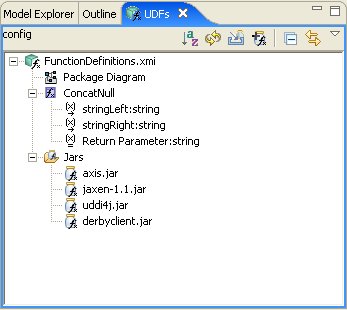 Model Explorer Outline UDFs
config
FunctionDefinitions.xmi
Package Diagram
ConcatNull
stringLeft:string
stringRight:string
Return Parameter:string
Jars
axis.jar
jaxen-1.1.jar
uddi4j.jar
derbyclient.jar